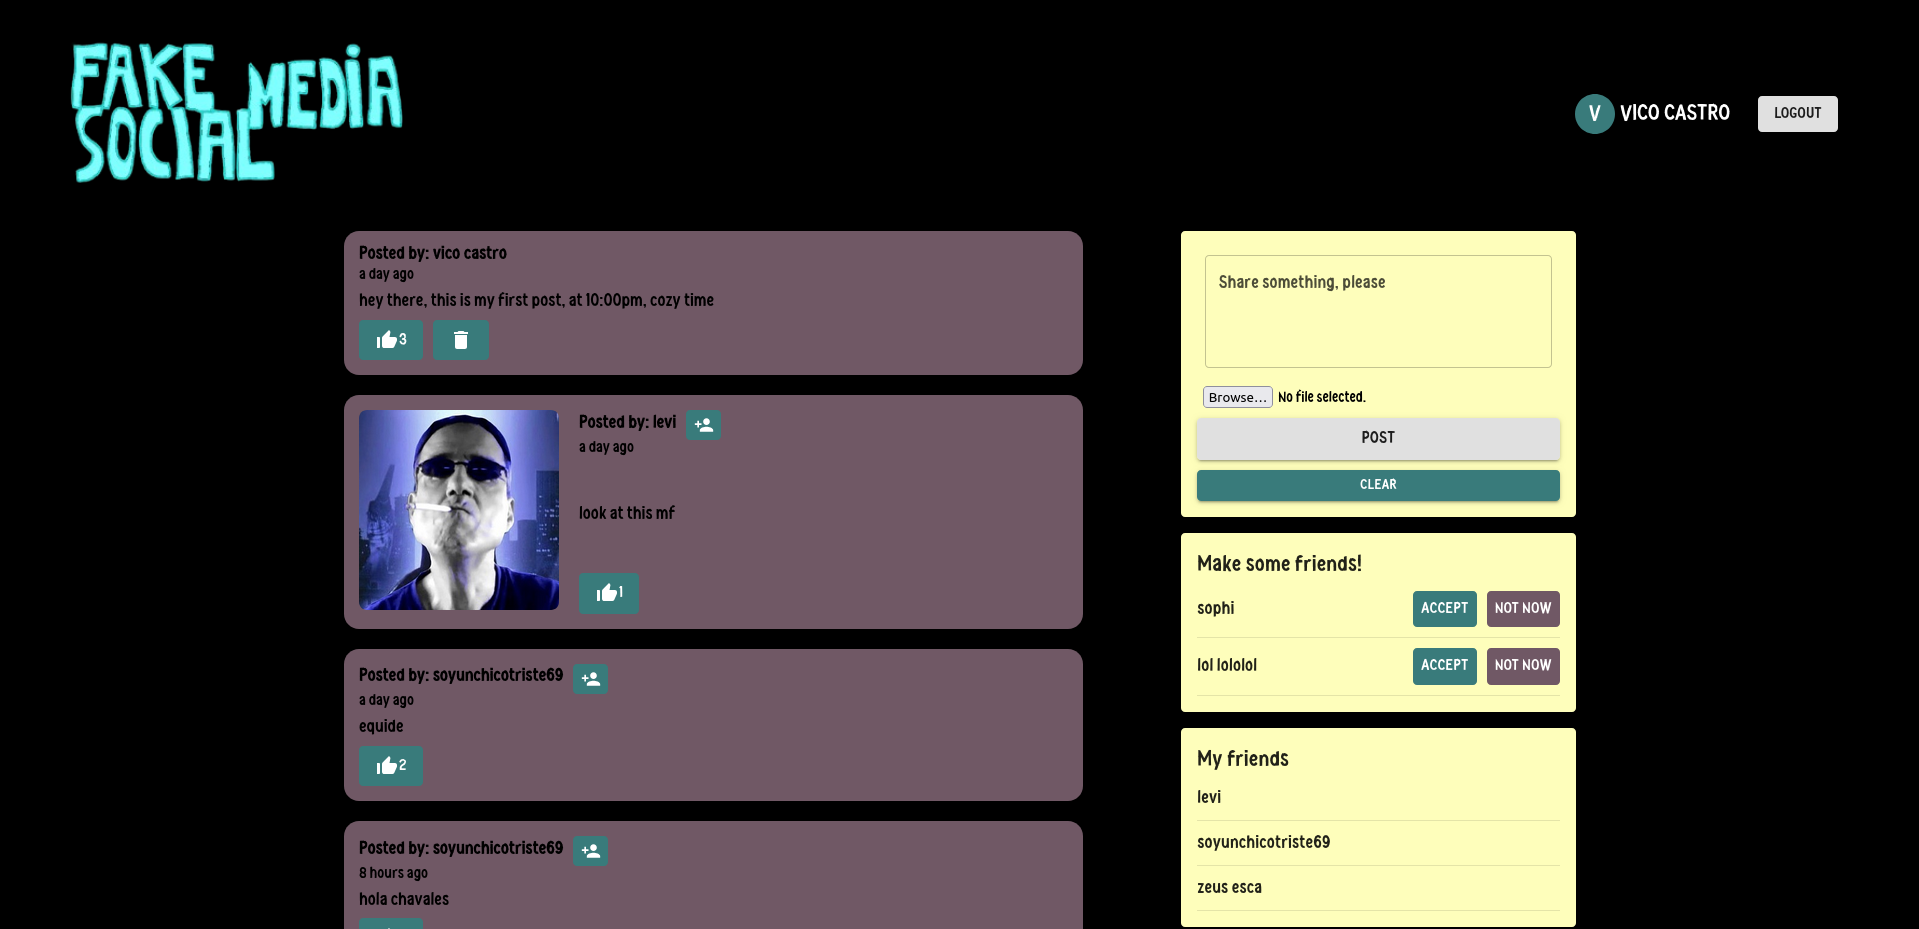 FAKE
SOCIAL MEDIA
V VICO CASTRO
LOGOUT
Posted by: vico castro
a day ago
hey there, this is my first post, at 10:00pm, cozy time
3
Posted by: levi
a day ago
look at this mf
1
Posted by: soyunchicotriste69
a day ago
equide
2
Posted by: soyunchicotriste69
8 hours ago
hola chavales
Share something, please
Browse... No file selected.
POST
CLEAR
Make some friends!
sophi ACCEPT NOT NOW
lol lololol ACCEPT NOT NOW
My friends
levi
soyunchicotriste69
zeus esca